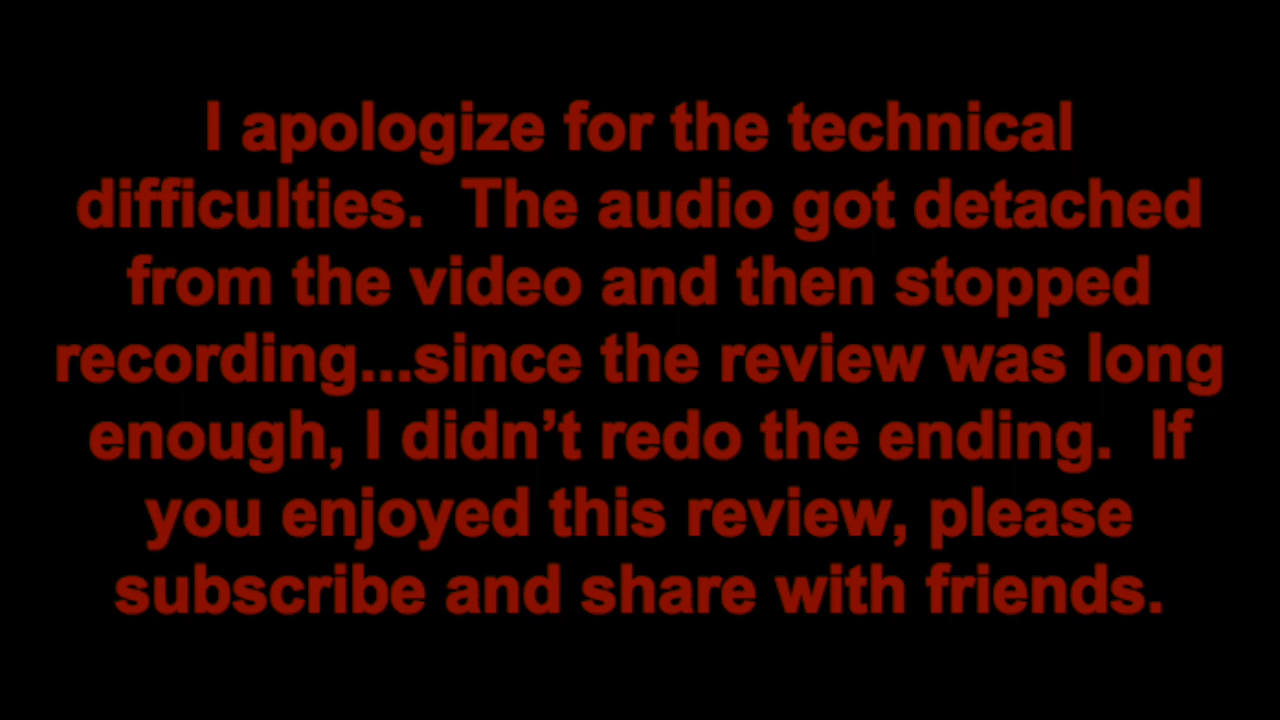 I apologize for the technical
difficulties.  The audio got detached
from the video and then stopped
recording...since the review was long
enough, I didn’t redo the ending.  If
you enjoyed this review, please
subscribe and share with friends.